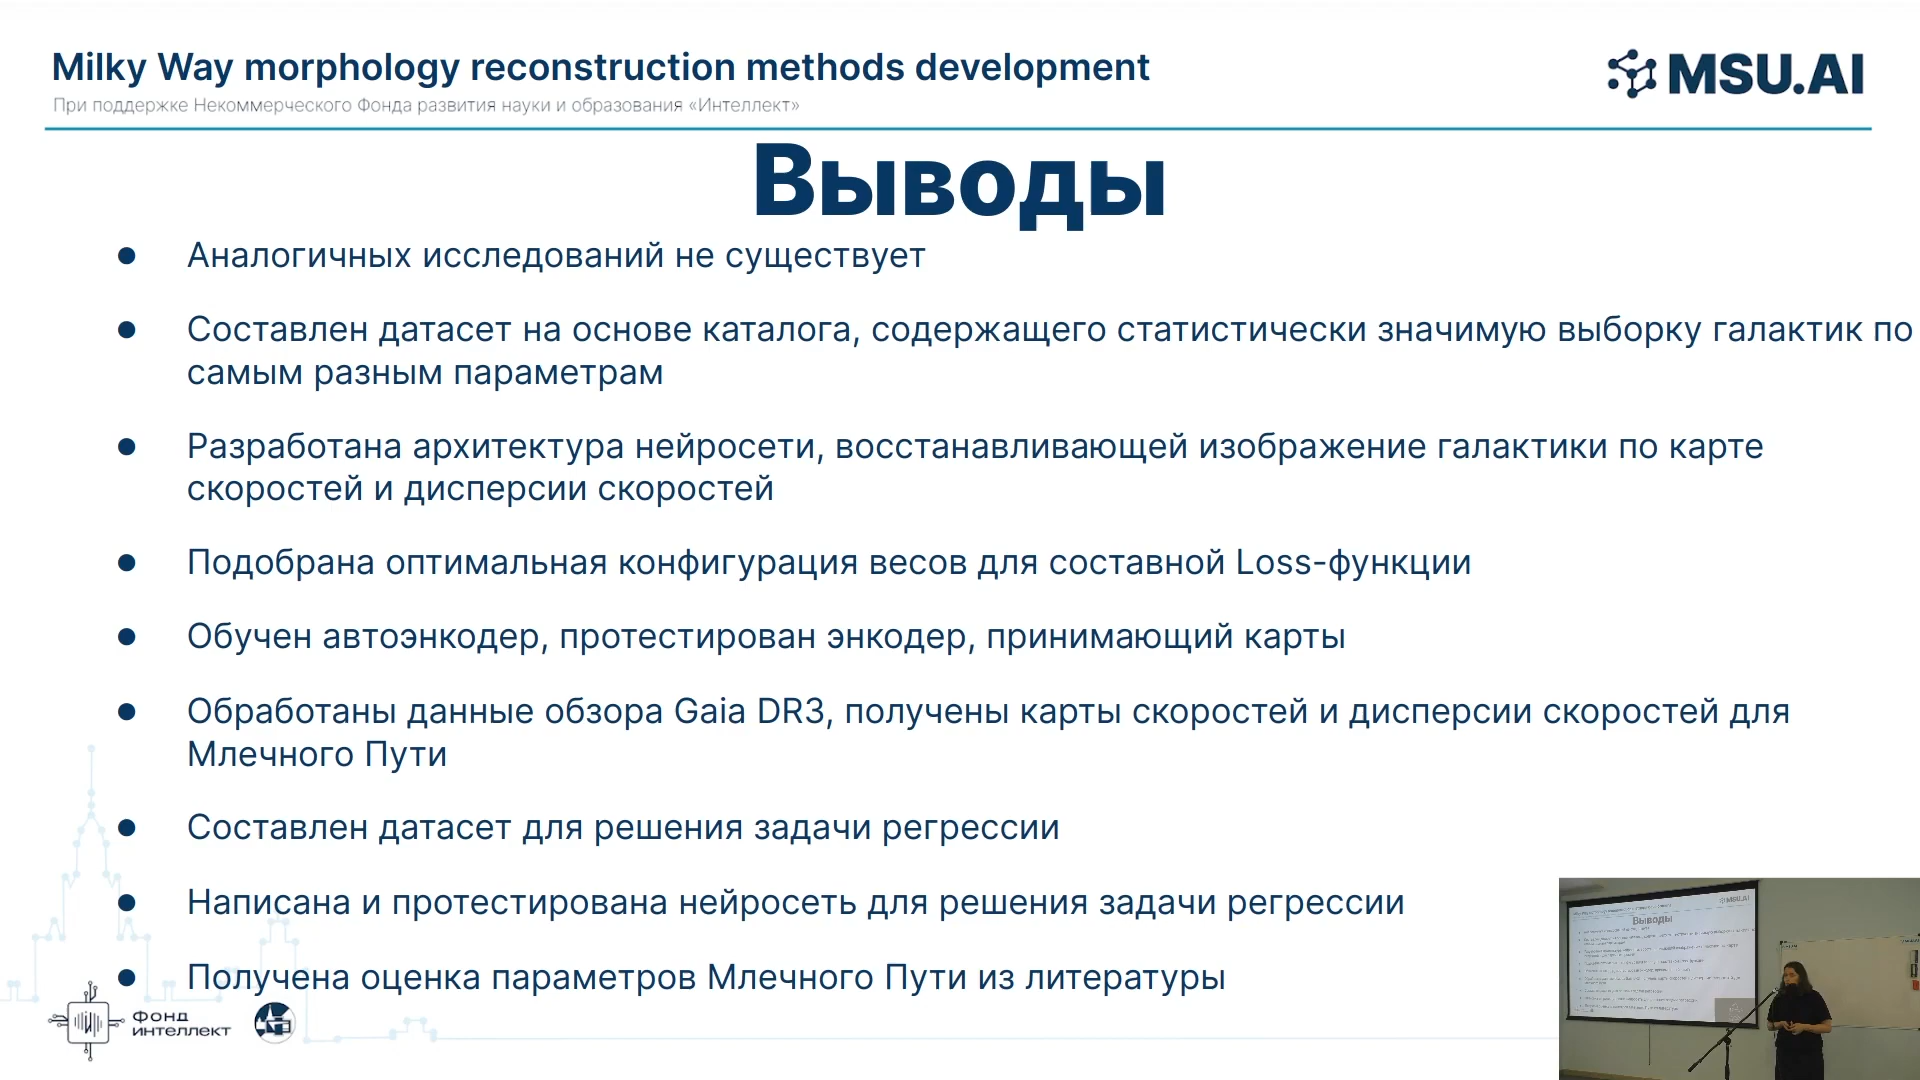 Milky Way morphology reconstruction methods development
При поддержке Некоммерческого Фонда развития науки и образования «Интеллект»
MSU.AI
Выводы
● Аналогичных исследований не существует
● Составлен датасет на основе каталога, содержащего статистически значимую выборку галактик по
самым разным параметрам
● Разработана архитектура нейросети, восстанавливающей изображение галактики по карте
скоростей и дисперсии скоростей
● Подобрана оптимальная конфигурация весов для составной Loss-функции
● Обучен автоэнкодер, протестирован энкодер, принимающий карты
● Обработаны данные обзора Gaia DR3, получены карты скоростей и дисперсии скоростей для
Млечного Пути
● Составлен датасет для решения задачи регрессии
● Написана и протестирована нейросеть для решения задачи регрессии
● Получена оценка параметров Млечного Пути из литературы
ФОНД
ИНТЕЛЛЕКТ
MSU.AI
Выводы